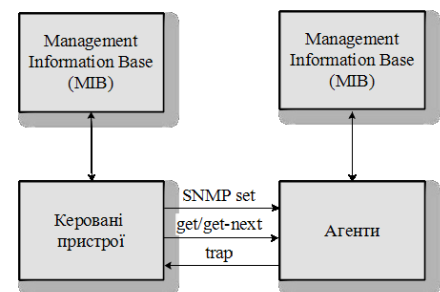 Management
Information Base
(MIB)
Management
Information Base
(MIB)
Керовані
пристрої
SNMP set
get/get-next
trap
Агенти